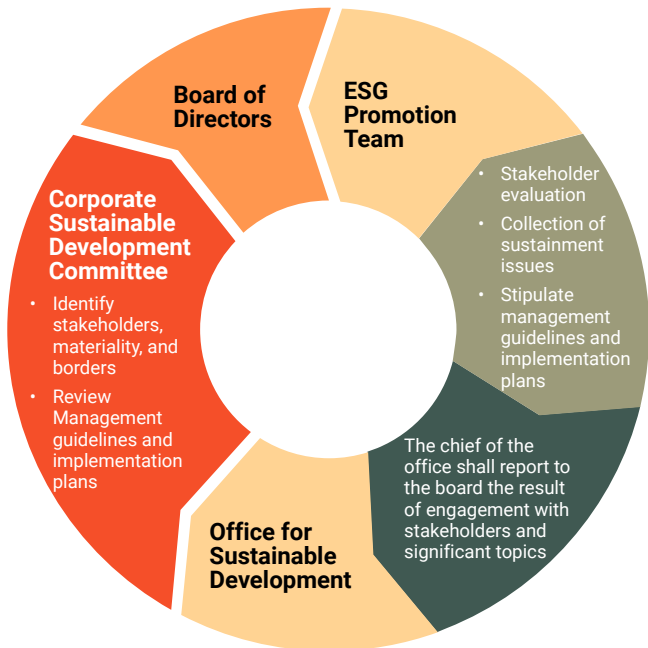 Board of
Directors
ESG
Promotion
Team
• Stakeholder
evaluation
• Collection of
sustainment
issues
• Stipulate
management
guidelines and
implementation
plans
The chief of the
office shall report to
the board the result
of engagement with
stakeholders and
significant topics
Office for
Sustainable
Development
Corporate
Sustainable
Development
Committee
• Identify
stakeholders,
materiality, and
borders
• Review
Management
guidelines and
implementation
plans